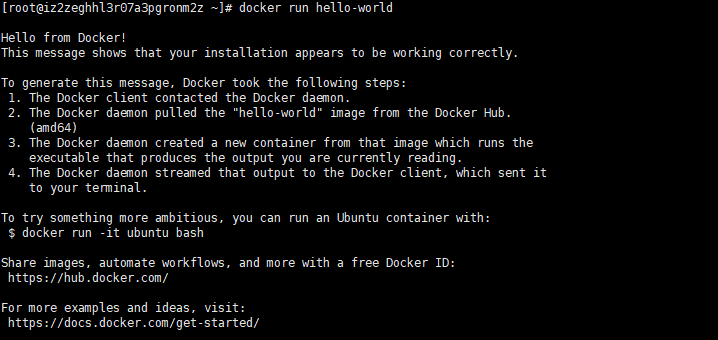 [root@iz2zeghhl3r07a3pgronm2z ~]# docker run hello-world
Hello from Docker!
This message shows that your installation appears to be working correctly.
To generate this message, Docker took the following steps:
1. The Docker client contacted the Docker daemon.
2. The Docker daemon pulled the "hello-world" image from the Docker Hub.
(amd64)
3. The Docker daemon created a new container from that image which runs the
executable that produces the output you are currently reading.
4. The Docker daemon streamed that output to the Docker client, which sent it
to your terminal.
To try something more ambitious, you can run an Ubuntu container with:
$ docker run -it ubuntu bash
Share images, automate workflows, and more with a free Docker ID:
https://hub.docker.com/
For more examples and ideas, visit:
https://docs.docker.com/get-started/